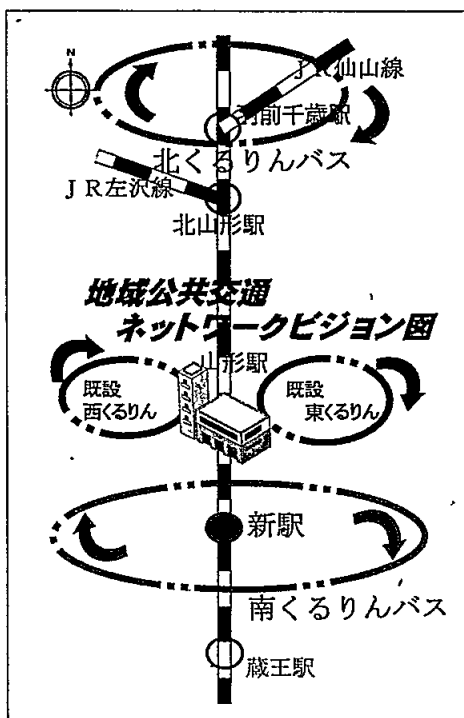 N
ＪＲ仙山線
羽前千歳駅
北くるりんバス
ＪＲ左沢線
北山形駅
地域公共交通
ネットワークビジョン図
山形駅
既設
西くるりん
既設
東くるりん
新駅
南くるりんバス
蔵王駅